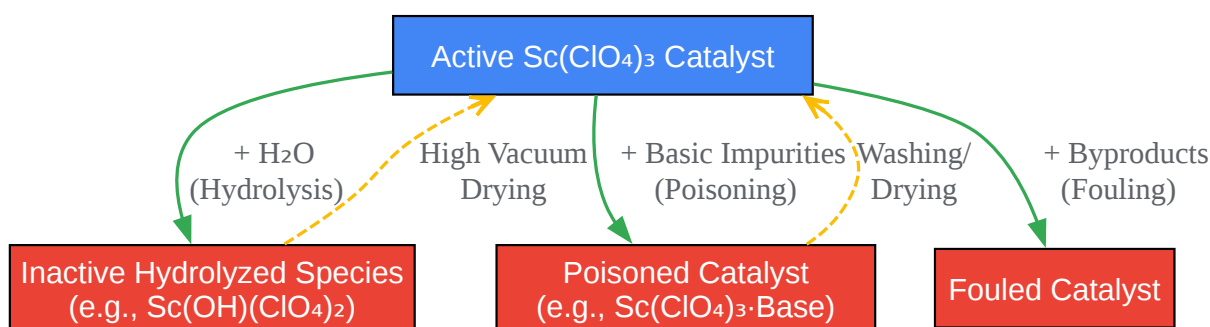 Active Sc(ClO₄)₃ Catalyst
+ H₂O
(Hydrolysis)
High Vacuum
Drying
+ Basic Impurities
(Poisoning)
Washing/
Drying
+ Byproducts
(Fouling)
Inactive Hydrolyzed Species
(e.g., Sc(OH)(ClO₄)₂)
Poisoned Catalyst
(e.g., Sc(ClO₄)₃·Base)
Fouled Catalyst